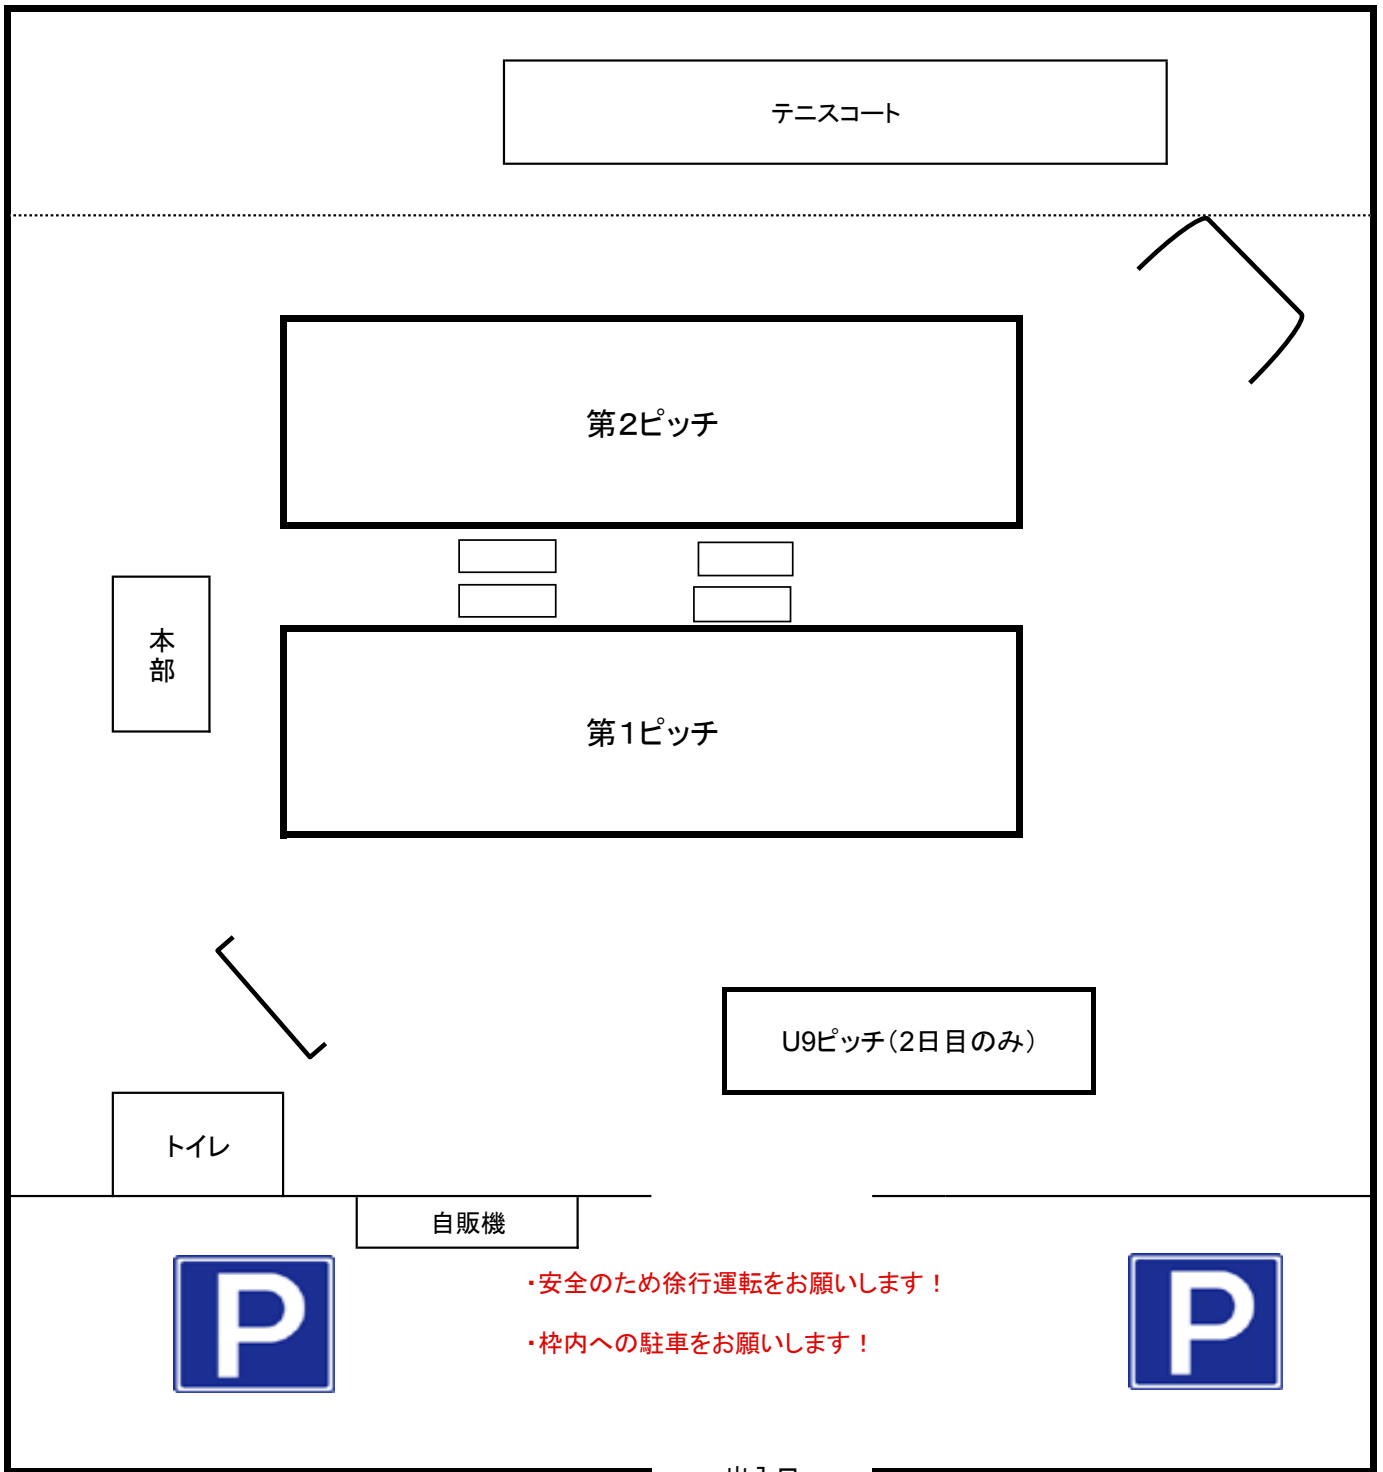 テニスコート
第2ピッチ
本
部
第1ピッチ
U9ピッチ(2日目のみ)
トイレ
自販機
・安全のため徐行運転をお願いします!
・枠内への駐車をお願いします!
P
P
出入口